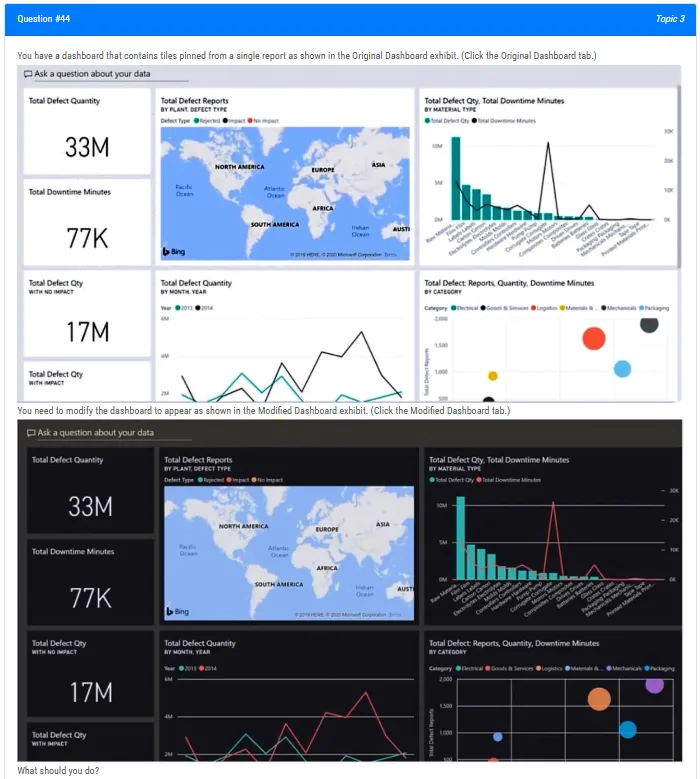 Question #44
Topic 3
You have a dashboard that contains tiles pinned from a single report as shown in the Original Dashboard exhibit. (Click the Original Dashboard tab.)
Ask a question about your data
Total Defect Quantity
33M
Total Downtime Minutes
77K
Total Defect Qty
WITH NO IMPACT
17M
Total Defect Qty
WITH IMPACT
Total Defect Reports
BY PLANT, DEFECT TYPE
Defect Type Rejected Impact No Impact
NORTH AMERICA
EUROPE
ASIA
Pacific
Ocean
Atlantic
Ocean
AFRICA
SOUTH AMERICA
Indian
Ocean
AUSTI
Bing
Total Defect Quantity
BY MONTH, YEAR
Year 2013 2014
6M
4M
2M
Total Defect Qty, Total Downtime Minutes
BY MATERIAL TYPE
Total Defect Qty Total Downtime Minutes
10M
5M
0M
30K
20K
10K
0K
Total Defect: Reports, Quantity, Downtime Minutes
BY CATEGORY
Category Electrical Goods & Services Logistics Materials & ... Mechanicals Packaging
Total Defect Reports
2,000
1,500
1,000
500
You need to modify the dashboard to appear as shown in the Modified Dashboard exhibit. (Click the Modified Dashboard tab.)
Ask a question about your data
Total Defect Quantity
33M
Total Downtime Minutes
77K
Total Defect Qty
WITH NO IMPACT
17M
Total Defect Qty
WITH IMPACT
Total Defect Reports
BY PLANT, DEFECT TYPE
Defect Type Rejected Impact No Impact
NORTH AMERICA
EUROPE
ASIA
Pacific
Ocean
Atlantic
Ocean
AFRICA
SOUTH AMERICA
Indian
Ocean
AUSTI
Bing
Total Defect Quantity
BY MONTH, YEAR
Year 2013 2014
6M
4M
2M
Total Defect Qty, Total Downtime Minutes
BY MATERIAL TYPE
Total Defect Qty Total Downtime Minutes
10M
5M
0M
30K
20K
10K
0K
Total Defect: Reports, Quantity, Downtime Minutes
BY CATEGORY
Category Electrical Goods & Services Logistics Materials & ... Mechanicals Packaging
Total Defect Reports
2,000
1,500
1,000
500
What should you do?